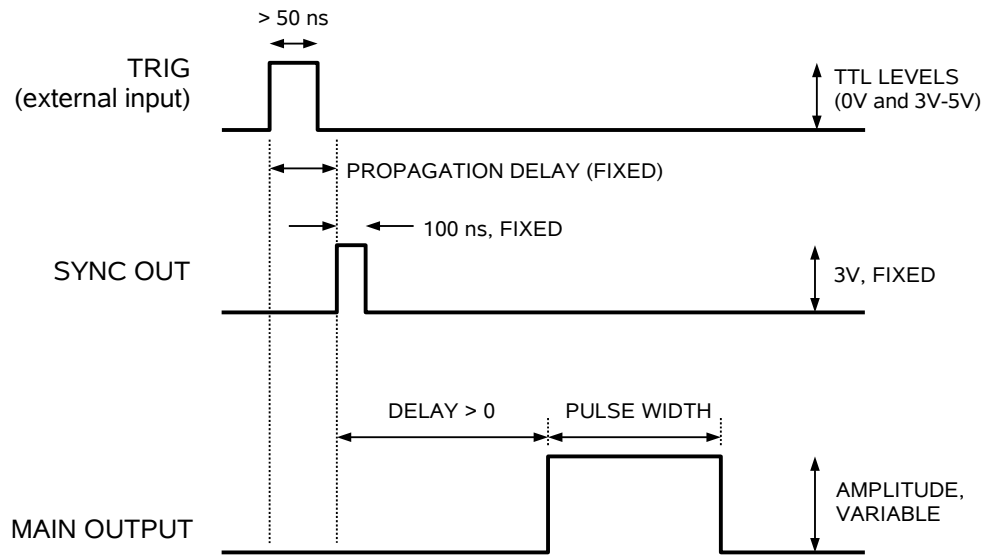 > 50 ns
TRIG
(external input)
TTL LEVELS
(0V and 3V-5V)
PROPAGATION DELAY (FIXED)
100 ns, FIXED
SYNC OUT
3V, FIXED
DELAY > 0
PULSE WIDTH
AMPLITUDE,
VARIABLE
MAIN OUTPUT